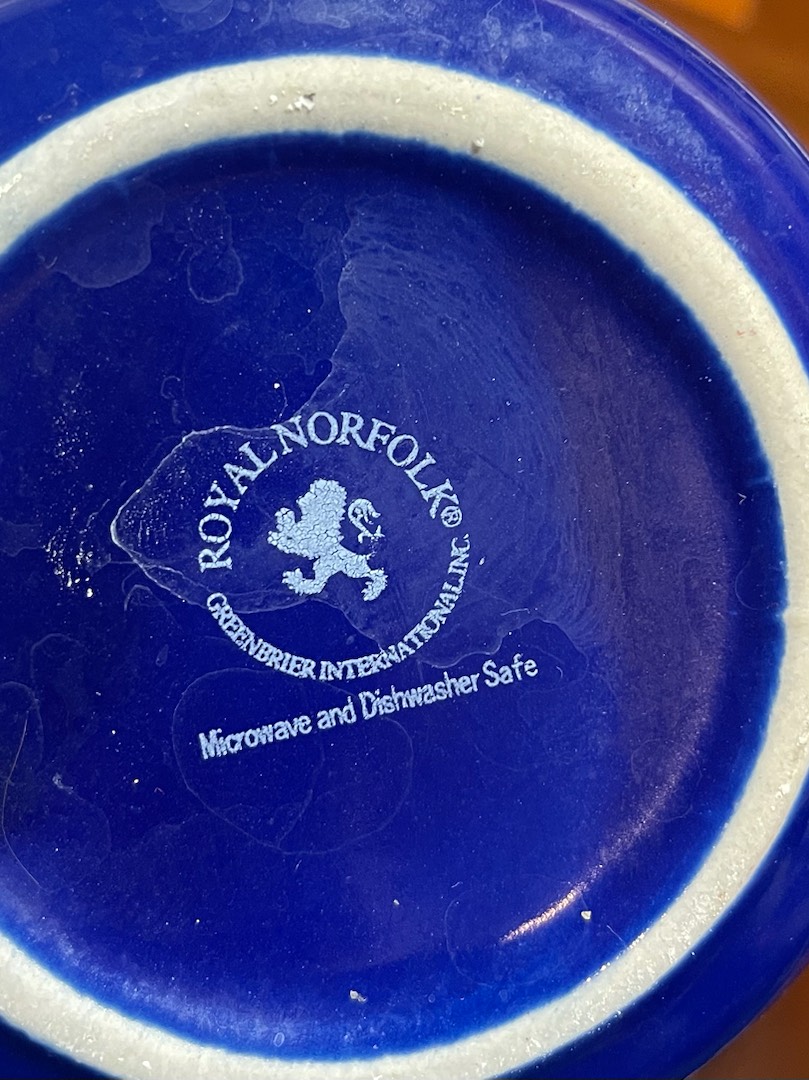 ROYAL NORFOLK®
GREENBRIER INTERNATIONAL INC.
Microwave and Dishwasher Safe